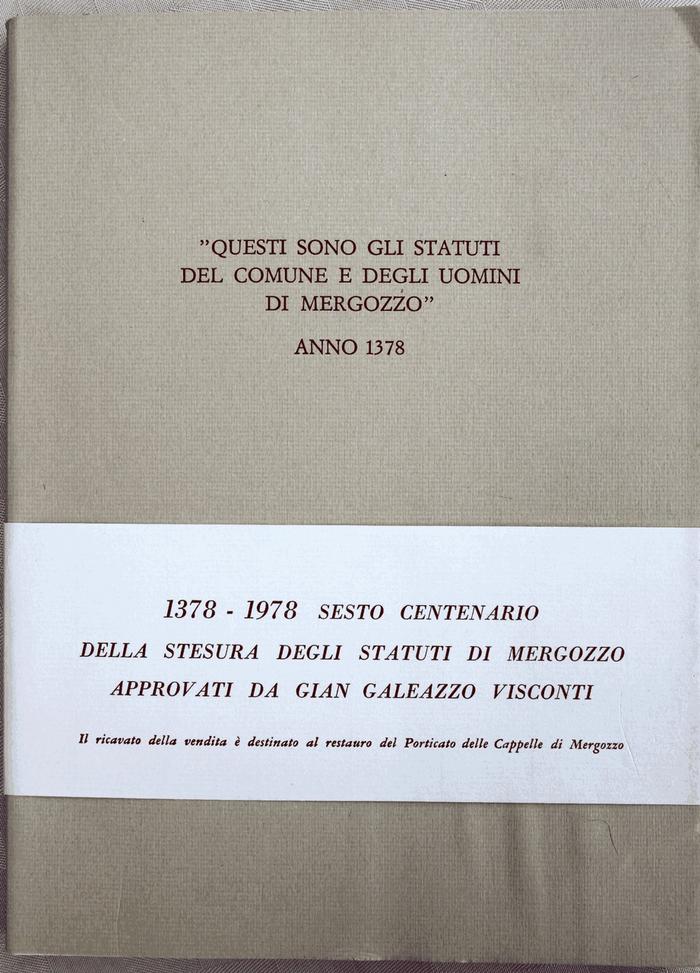 ”QUESTI SONO GLI STATUTI
DEL COMUNE E DEGLI UOMINI
DI MERGOZZO”
ANNO 1378
1378 - 1978 SESTO CENTENARIO
DELLA STESURA DEGLI STATUTI DI MERGOZZO
APPROVATI DA GIAN GALEAZZO VISCONTI
Il ricavato della vendita è destinato al restauro del Porticato delle Cappelle di Mergozzo